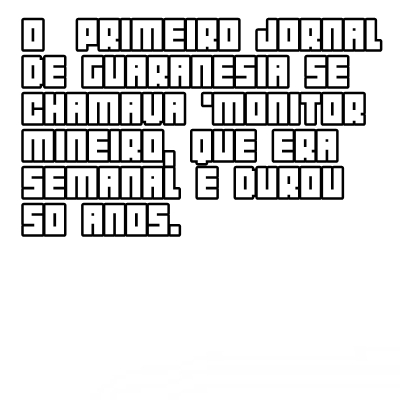 O PRIMEIRO JORNAL
DE GUARANESIA SE
CHAMAVA "MONITOR
MINEIRO, QUE ERA
SEMANAL E DUROU
50 ANOS.